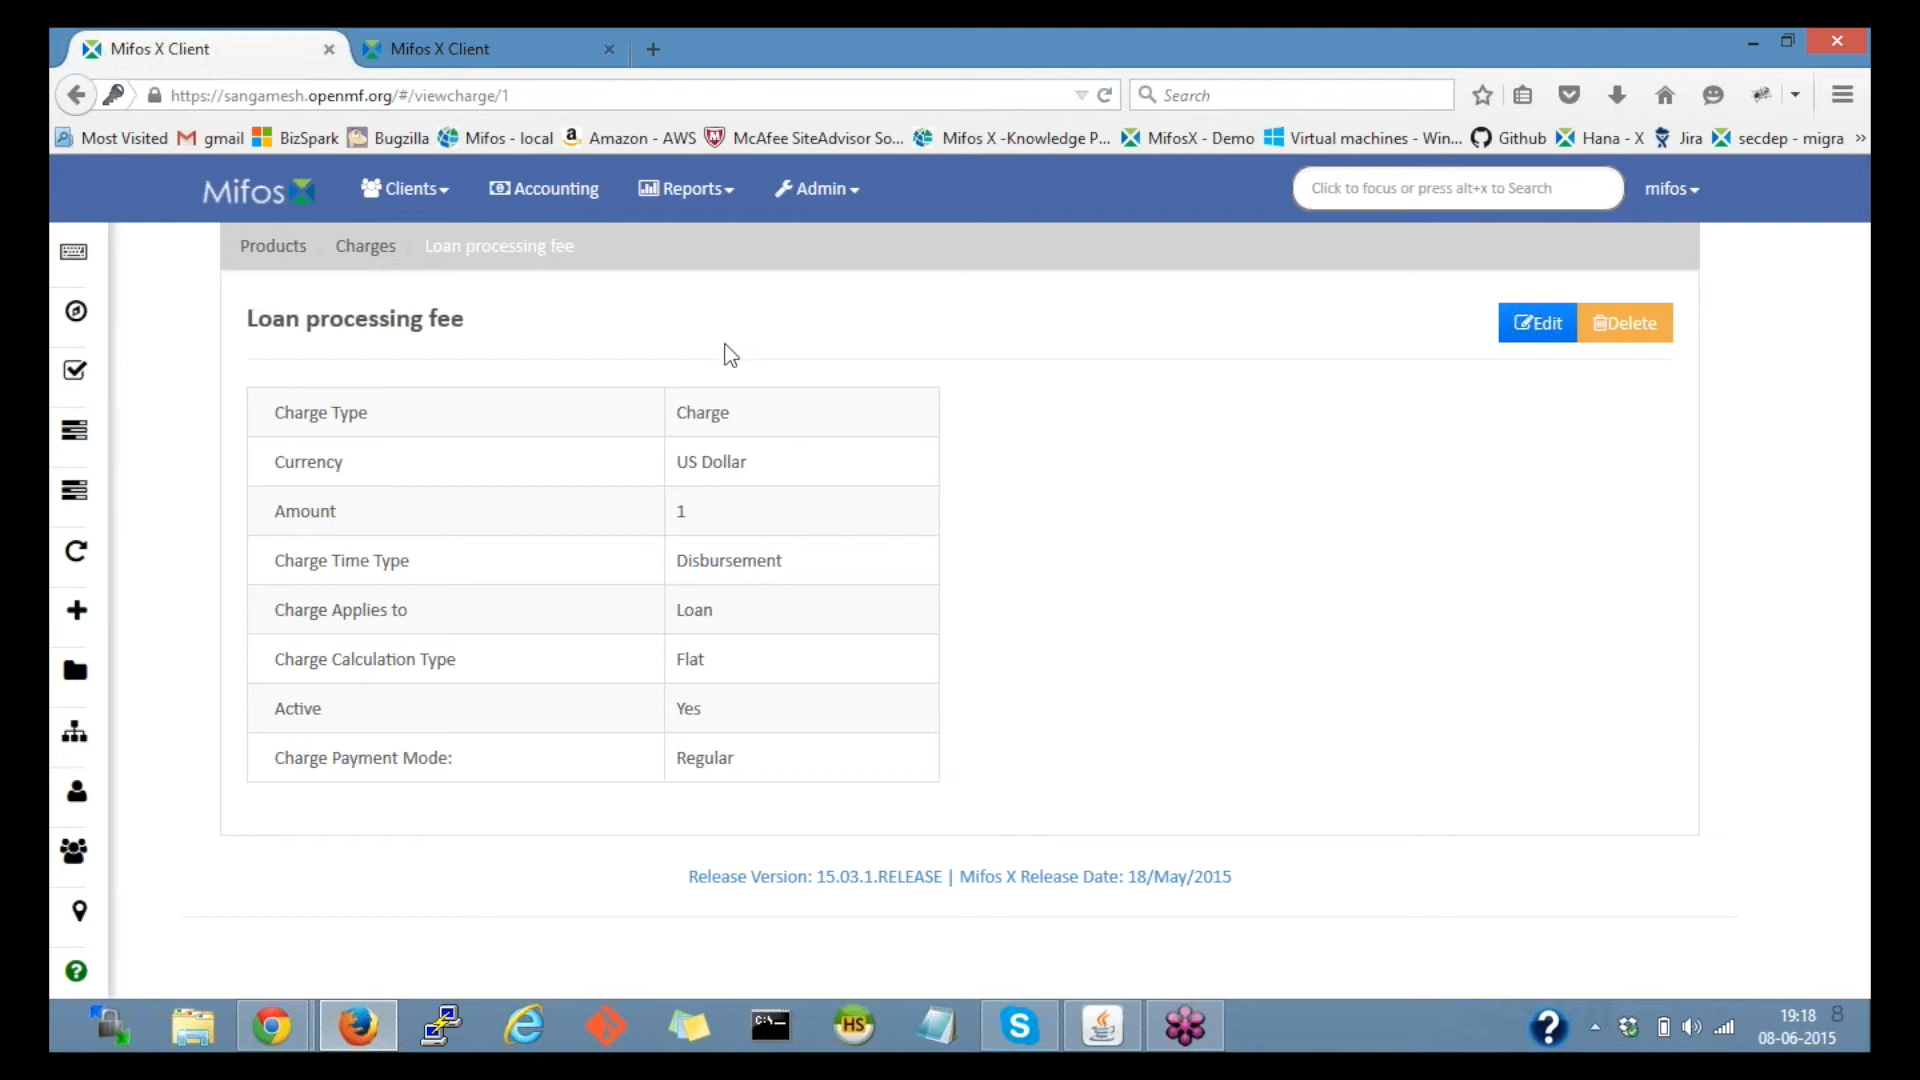 Mifos X Client
Mifos X Client
https://sangamesh.openmf.org/#/viewcharge/1
Search
Most Visited gmail BizSpark Bugzilla Mifos - local Amazon - AWS McAfee SiteAdvisor So... Mifos X -Knowledge P... MifosX - Demo Virtual machines - Win... Github Hana - X Jira secdep - migra
Mifos Clients Accounting Reports Admin Click to focus or press alt+x to Search mifos
Products Charges Loan processing fee
Loan processing fee
Edit Delete
Charge Type Charge
Currency US Dollar
Amount 1
Charge Time Type Disbursement
Charge Applies to Loan
Charge Calculation Type Flat
Active Yes
Charge Payment Mode: Regular
Release Version: 15.03.1.RELEASE | Mifos X Release Date: 18/May/2015
C:\_
HS
S
19:18 8
08-06-2015